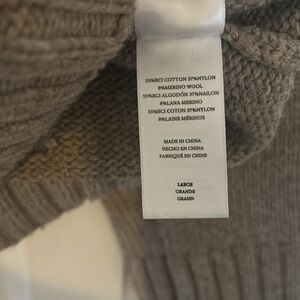 55%BCI COTTON 37%NYLON
8%MERINO WOOL
55%BCI ALGODÓN 37%NAILON
8%LANA MERINO
55%BCI COTON 37%NYLON
8%LAINE MÉRINOS
MADE IN CHINA
HECHO EN CHINA
FABRIQUÉ EN CHINE
LARGE
GRANDE
GRAND